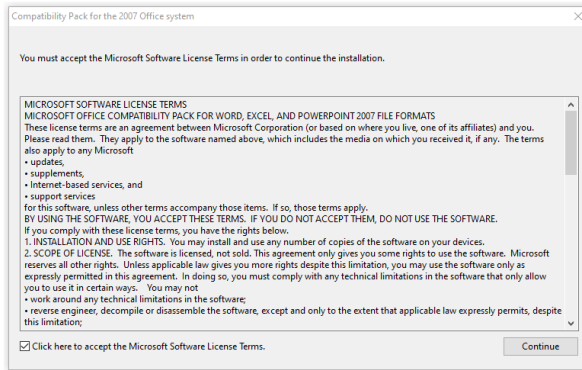 Compatibility Pack for the 2007 Office system
You must accept the Microsoft Software License Terms in order to continue the installation.
MICROSOFT SOFTWARE LICENSE TERMS
MICROSOFT OFFICE COMPATIBILITY PACK FOR WORD, EXCEL, AND POWERPOINT 2007 FILE FORMATS
These license terms are an agreement between Microsoft Corporation (or based on where you live, one of its affiliates) and you.
Please read them. They apply to the software named above, which includes the media on which you received it, if any. The terms
also apply to any Microsoft
• updates,
• supplements,
• Internet-based services, and
• support services
for this software, unless other terms accompany those items. If so, those terms apply.
BY USING THE SOFTWARE, YOU ACCEPT THESE TERMS. IF YOU DO NOT ACCEPT THEM, DO NOT USE THE SOFTWARE.
If you comply with these license terms, you have the rights below.
1. INSTALLATION AND USE RIGHTS. You may install and use any number of copies of the software on your devices.
2. SCOPE OF LICENSE. The software is licensed, not sold. This agreement only gives you some rights to use the software. Microsoft
reserves all other rights. Unless applicable law gives you more rights despite this limitation, you may use the software only as
expressly permitted in this agreement. In doing so, you must comply with any technical limitations in the software that only allow
you to use it in certain ways. You may not
• work around any technical limitations in the software;
• reverse engineer, decompile or disassemble the software, except and only to the extent that applicable law expressly permits, despite
this limitation;
Click here to accept the Microsoft Software License Terms.
Continue